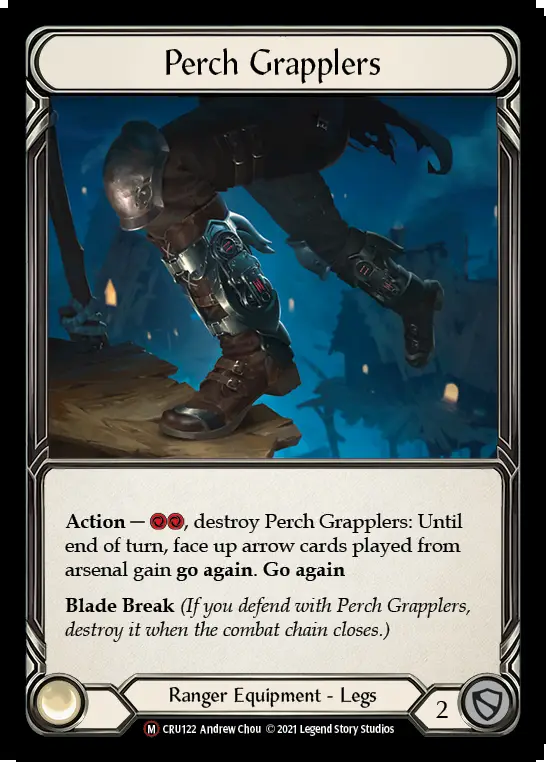 Perch Grapplers
Action — , destroy Perch Grapplers: Until
end of turn, face up arrow cards played from
arsenal gain go again. Go again
Blade Break (If you defend with Perch Grapplers,
destroy it when the combat chain closes.)
Ranger Equipment - Legs
2
M CRU122 Andrew Chou © 2021 Legend Story Studios